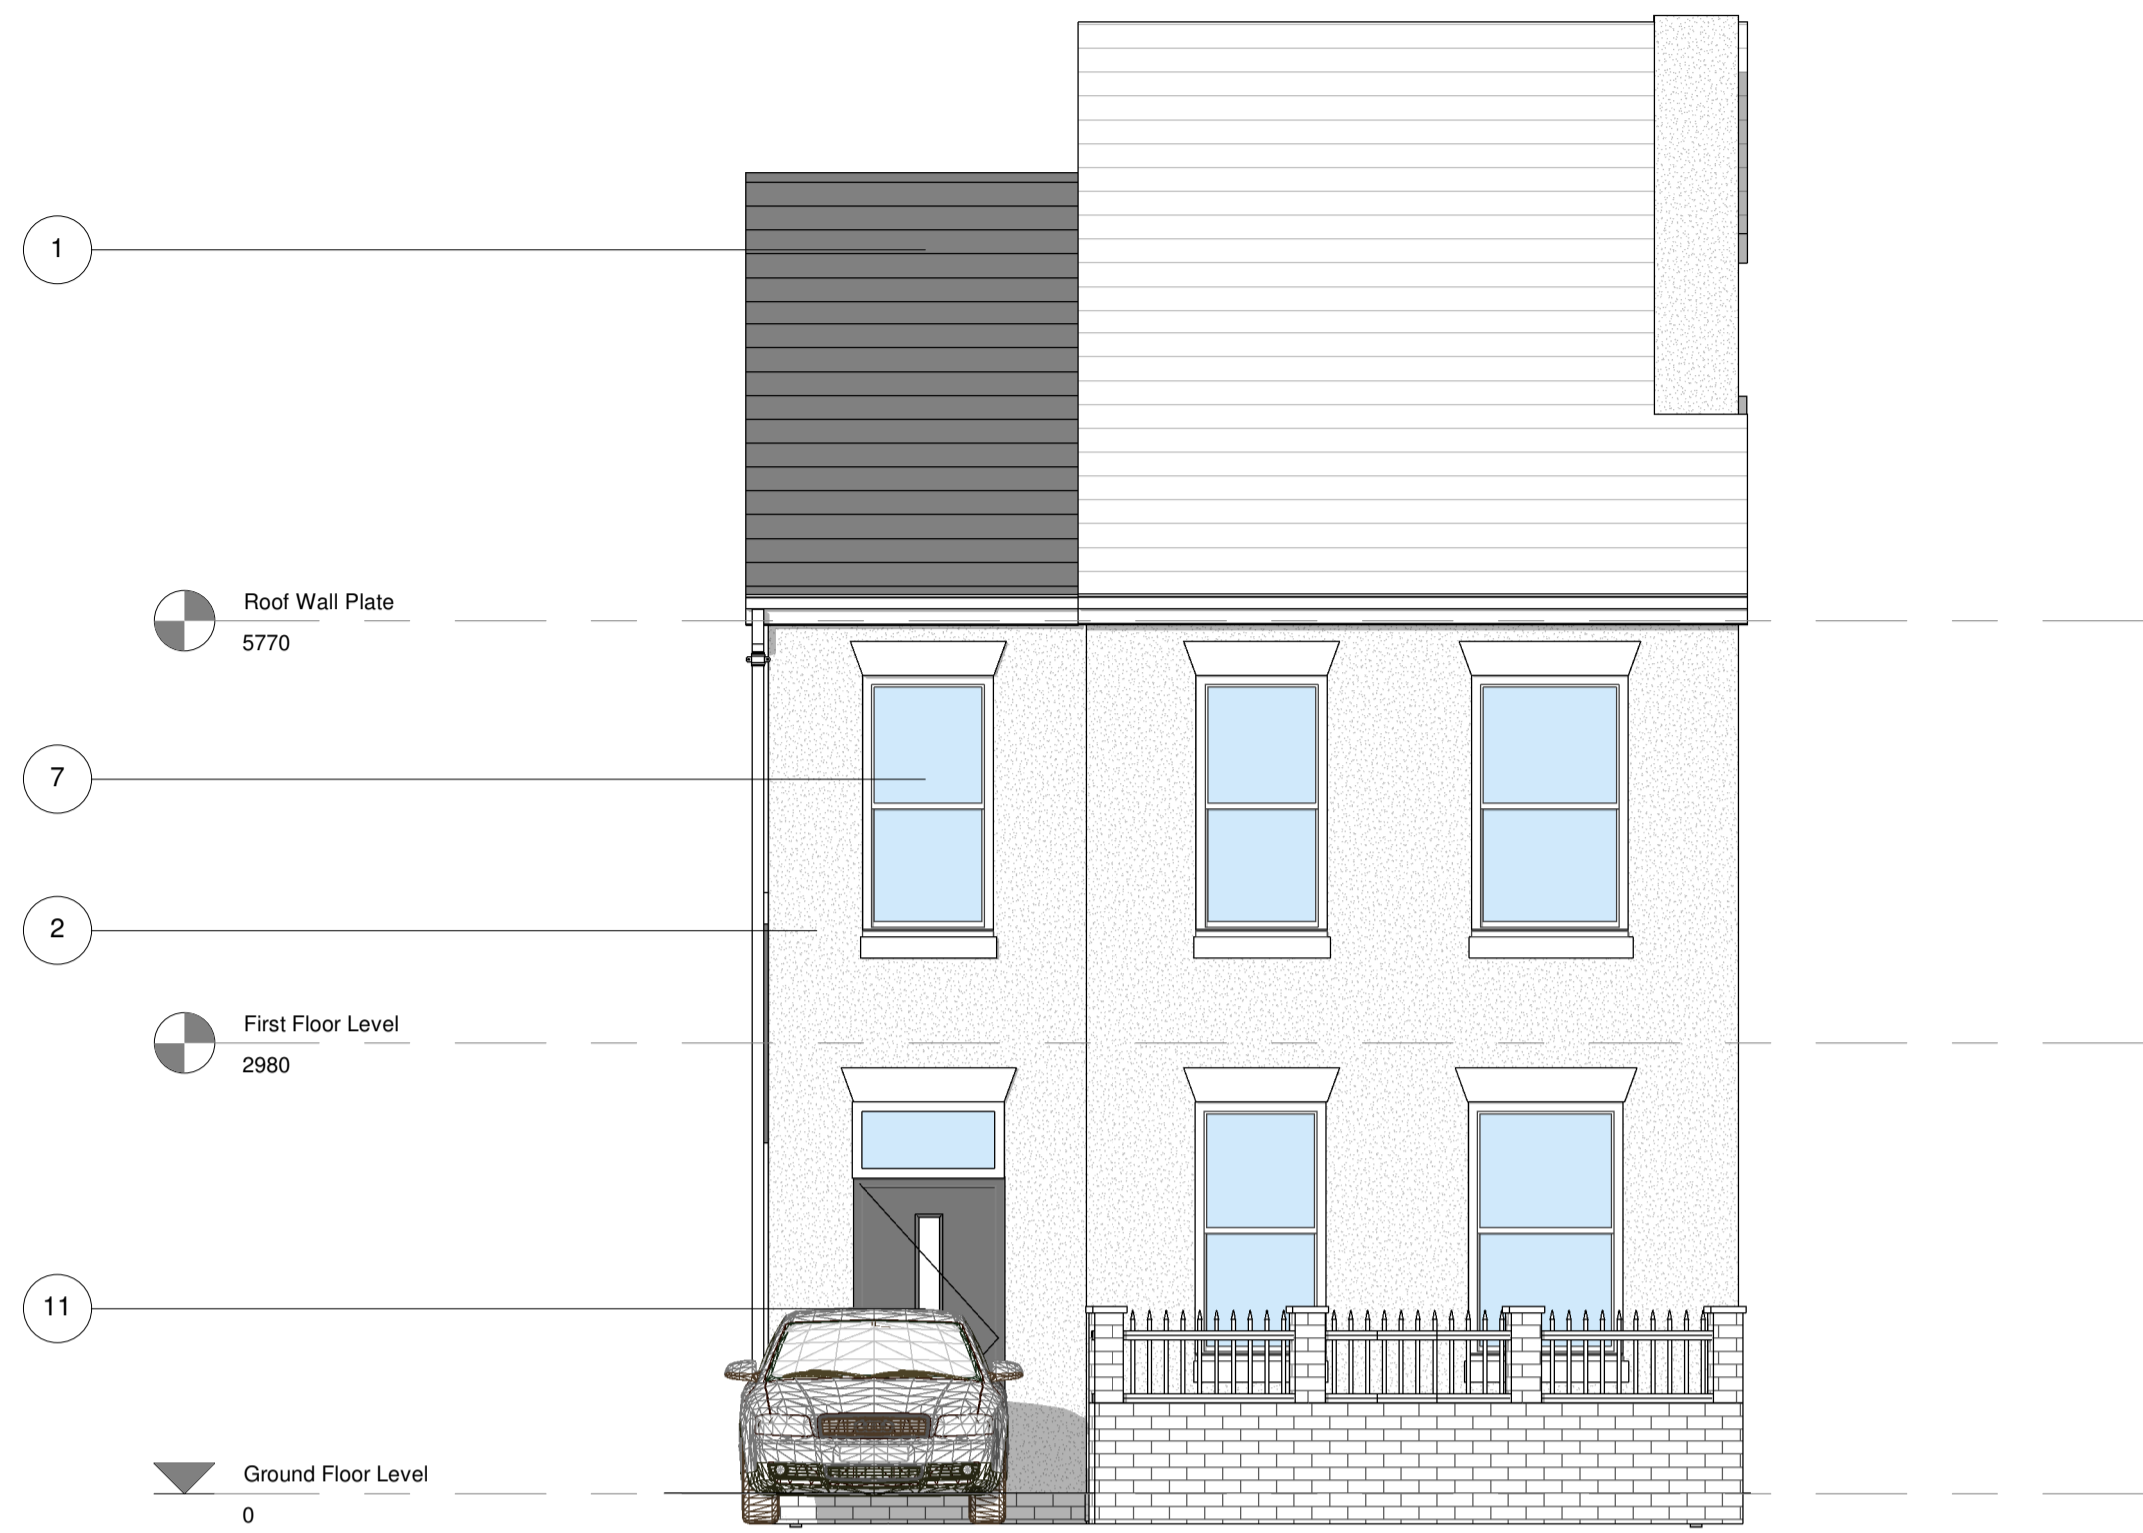 1
Roof Wall Plate
5770
7
2
First Floor Level
2980
11
Ground Floor Level
0